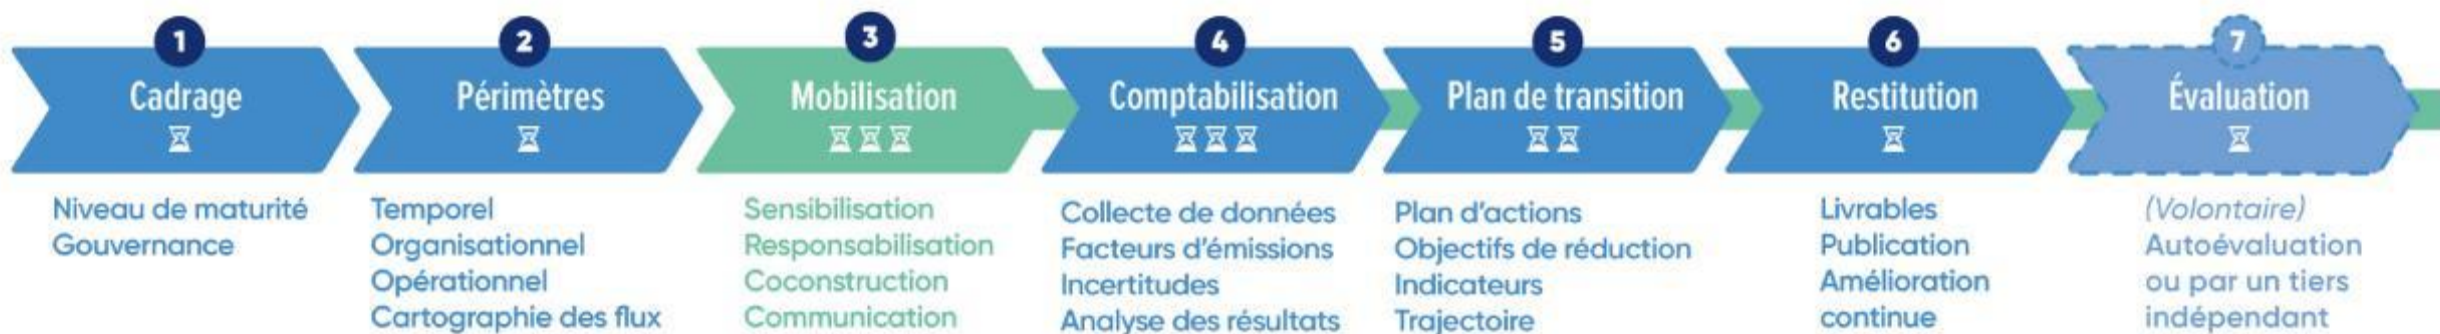 1
Cadrage
Niveau de maturité
Gouvernance
2
Périmètres
Temporel
Organisationnel
Opérationnel
Cartographie des flux
3
Mobilisation
Sensibilisation
Responsabilisation
Coconstruction
Communication
4
Comptabilisation
Collecte de données
Facteurs d'émissions
Incertitudes
Analyse des résultats
5
Plan de transition
Plan d'actions
Objectifs de réduction
Indicateurs
Trajectoire
6
Restitution
Livrables
Publication
Amélioration
continue
7
Évaluation
(Volontaire)
Autoévaluation
ou par un tiers
indépendant